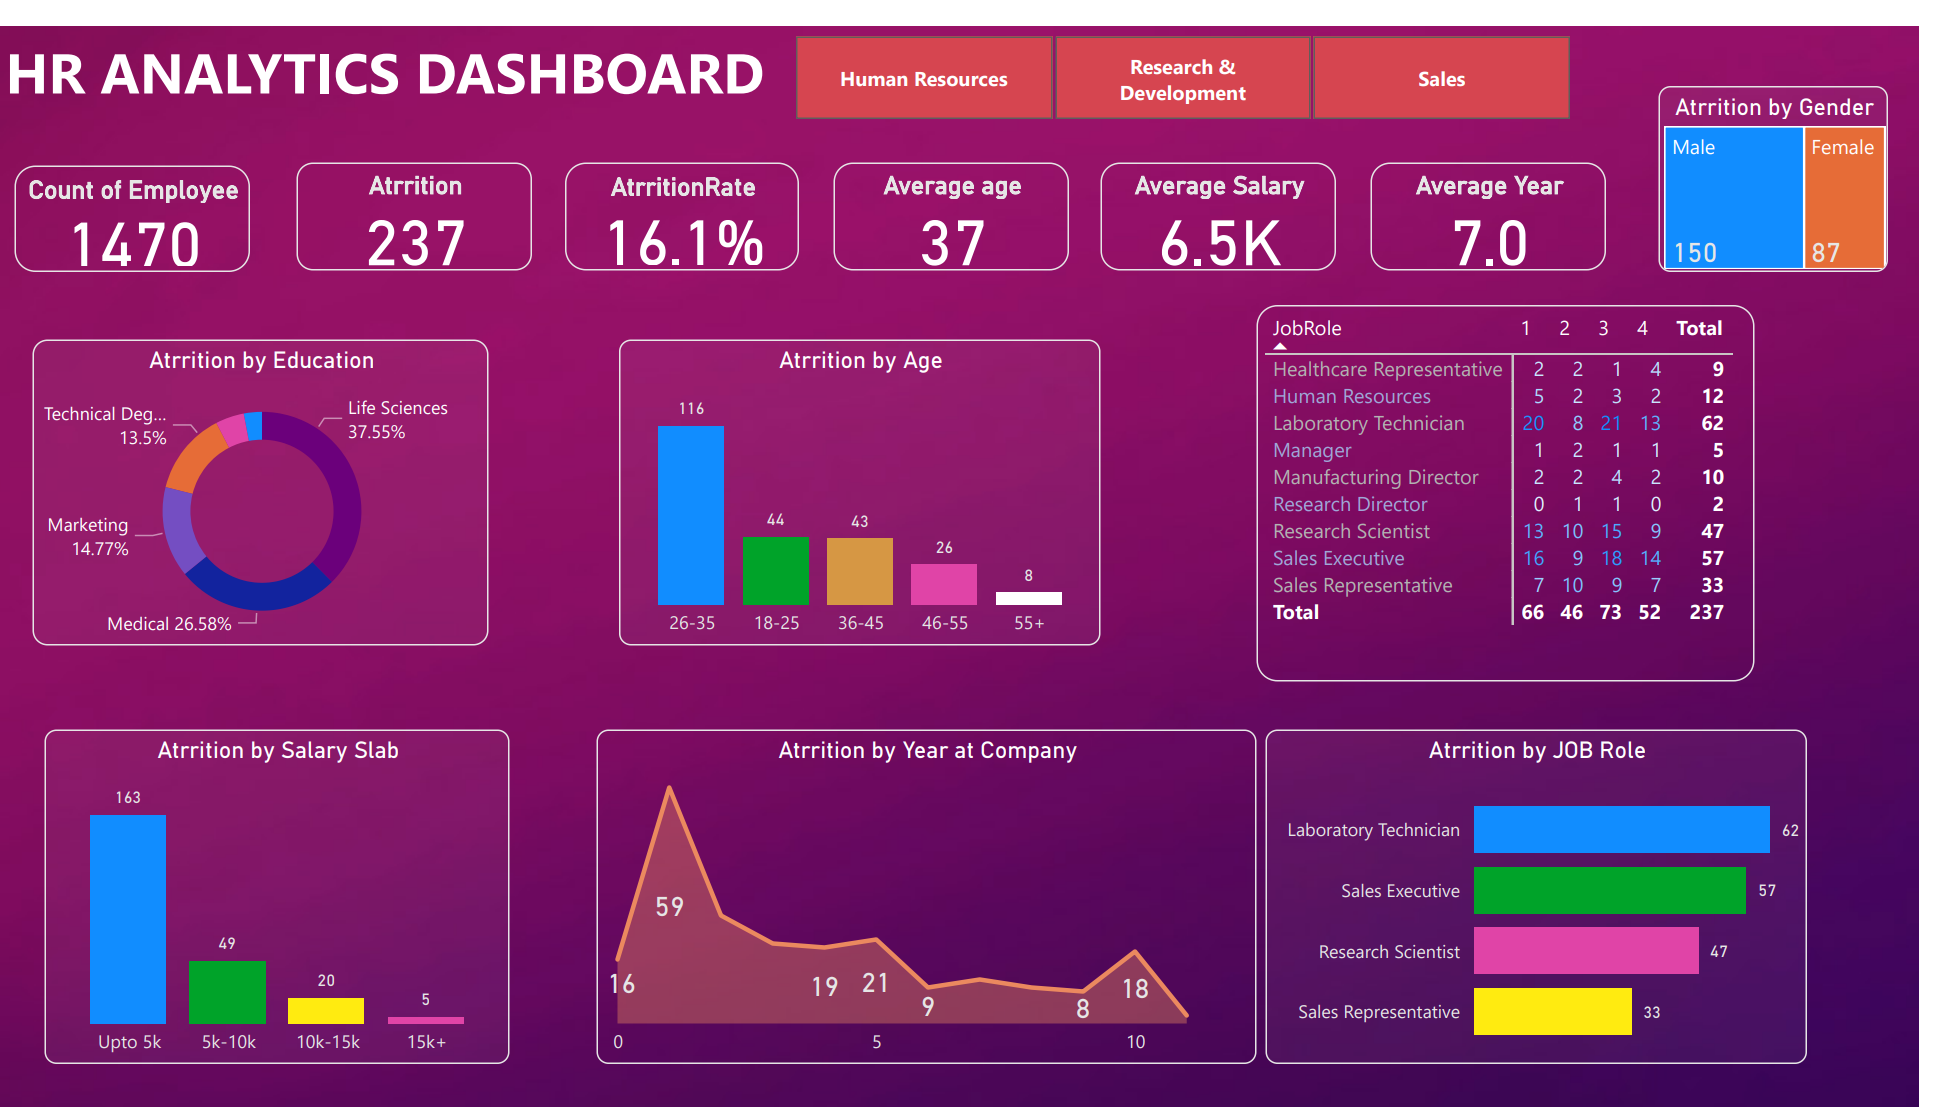 HR ANALYTICS DASHBOARD
Human Resources
Research &
Development
Sales
Atrrition by Gender
Male
Female
150
87
Count of Employee
1470
Atrrition
237
AtrritionRate
16.1%
Average age
37
Average Salary
6.5K
Average Year
7.0
Atrrition by Education
Life Sciences
37.55%
Technical Deg...
13.5%
Marketing
14.77%
Medical 26.58%
Atrrition by Age
116
44
43
26
8
26-35 18-25 36-45 46-55 55+
JobRole 1 2 3 4 Total
Healthcare Representative 2 2 1 4 9
Human Resources 5 2 3 2 12
Laboratory Technician 20 8 21 13 62
Manager 1 2 1 1 5
Manufacturing Director 2 2 4 2 10
Research Director 0 1 1 0 2
Research Scientist 13 10 15 9 47
Sales Executive 16 9 18 14 57
Sales Representative 7 10 9 7 33
Total 66 46 73 52 237
Atrrition by Salary Slab
163
49
20
5
Upto 5k 5k-10k 10k-15k 15k+
Atrrition by Year at Company
16
59
19
21
9
8
18
0 5 10
Atrrition by JOB Role
Laboratory Technician 62
Sales Executive 57
Research Scientist 47
Sales Representative 33